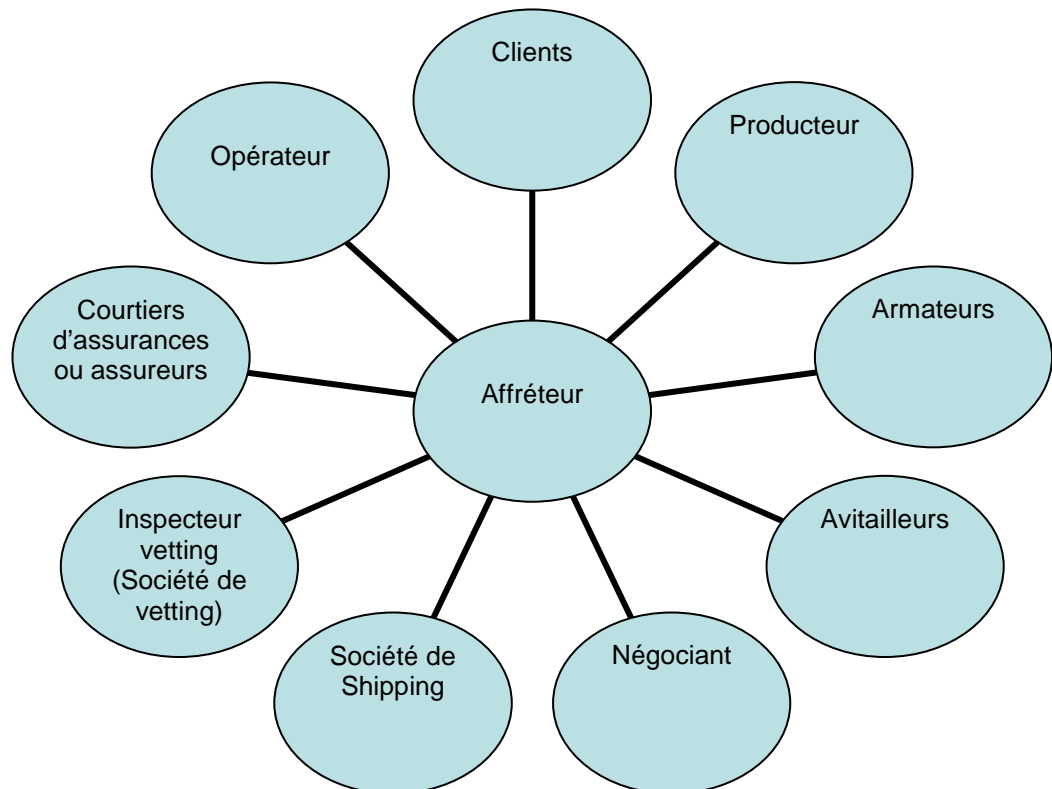 Clients
Producteur
Opérateur
Courtiers
d'assurances
ou assureurs
Armateurs
Affréteur
Inspecteur
vetting
(Société de
vetting)
Avitailleurs
Société de
Shipping
Négociant